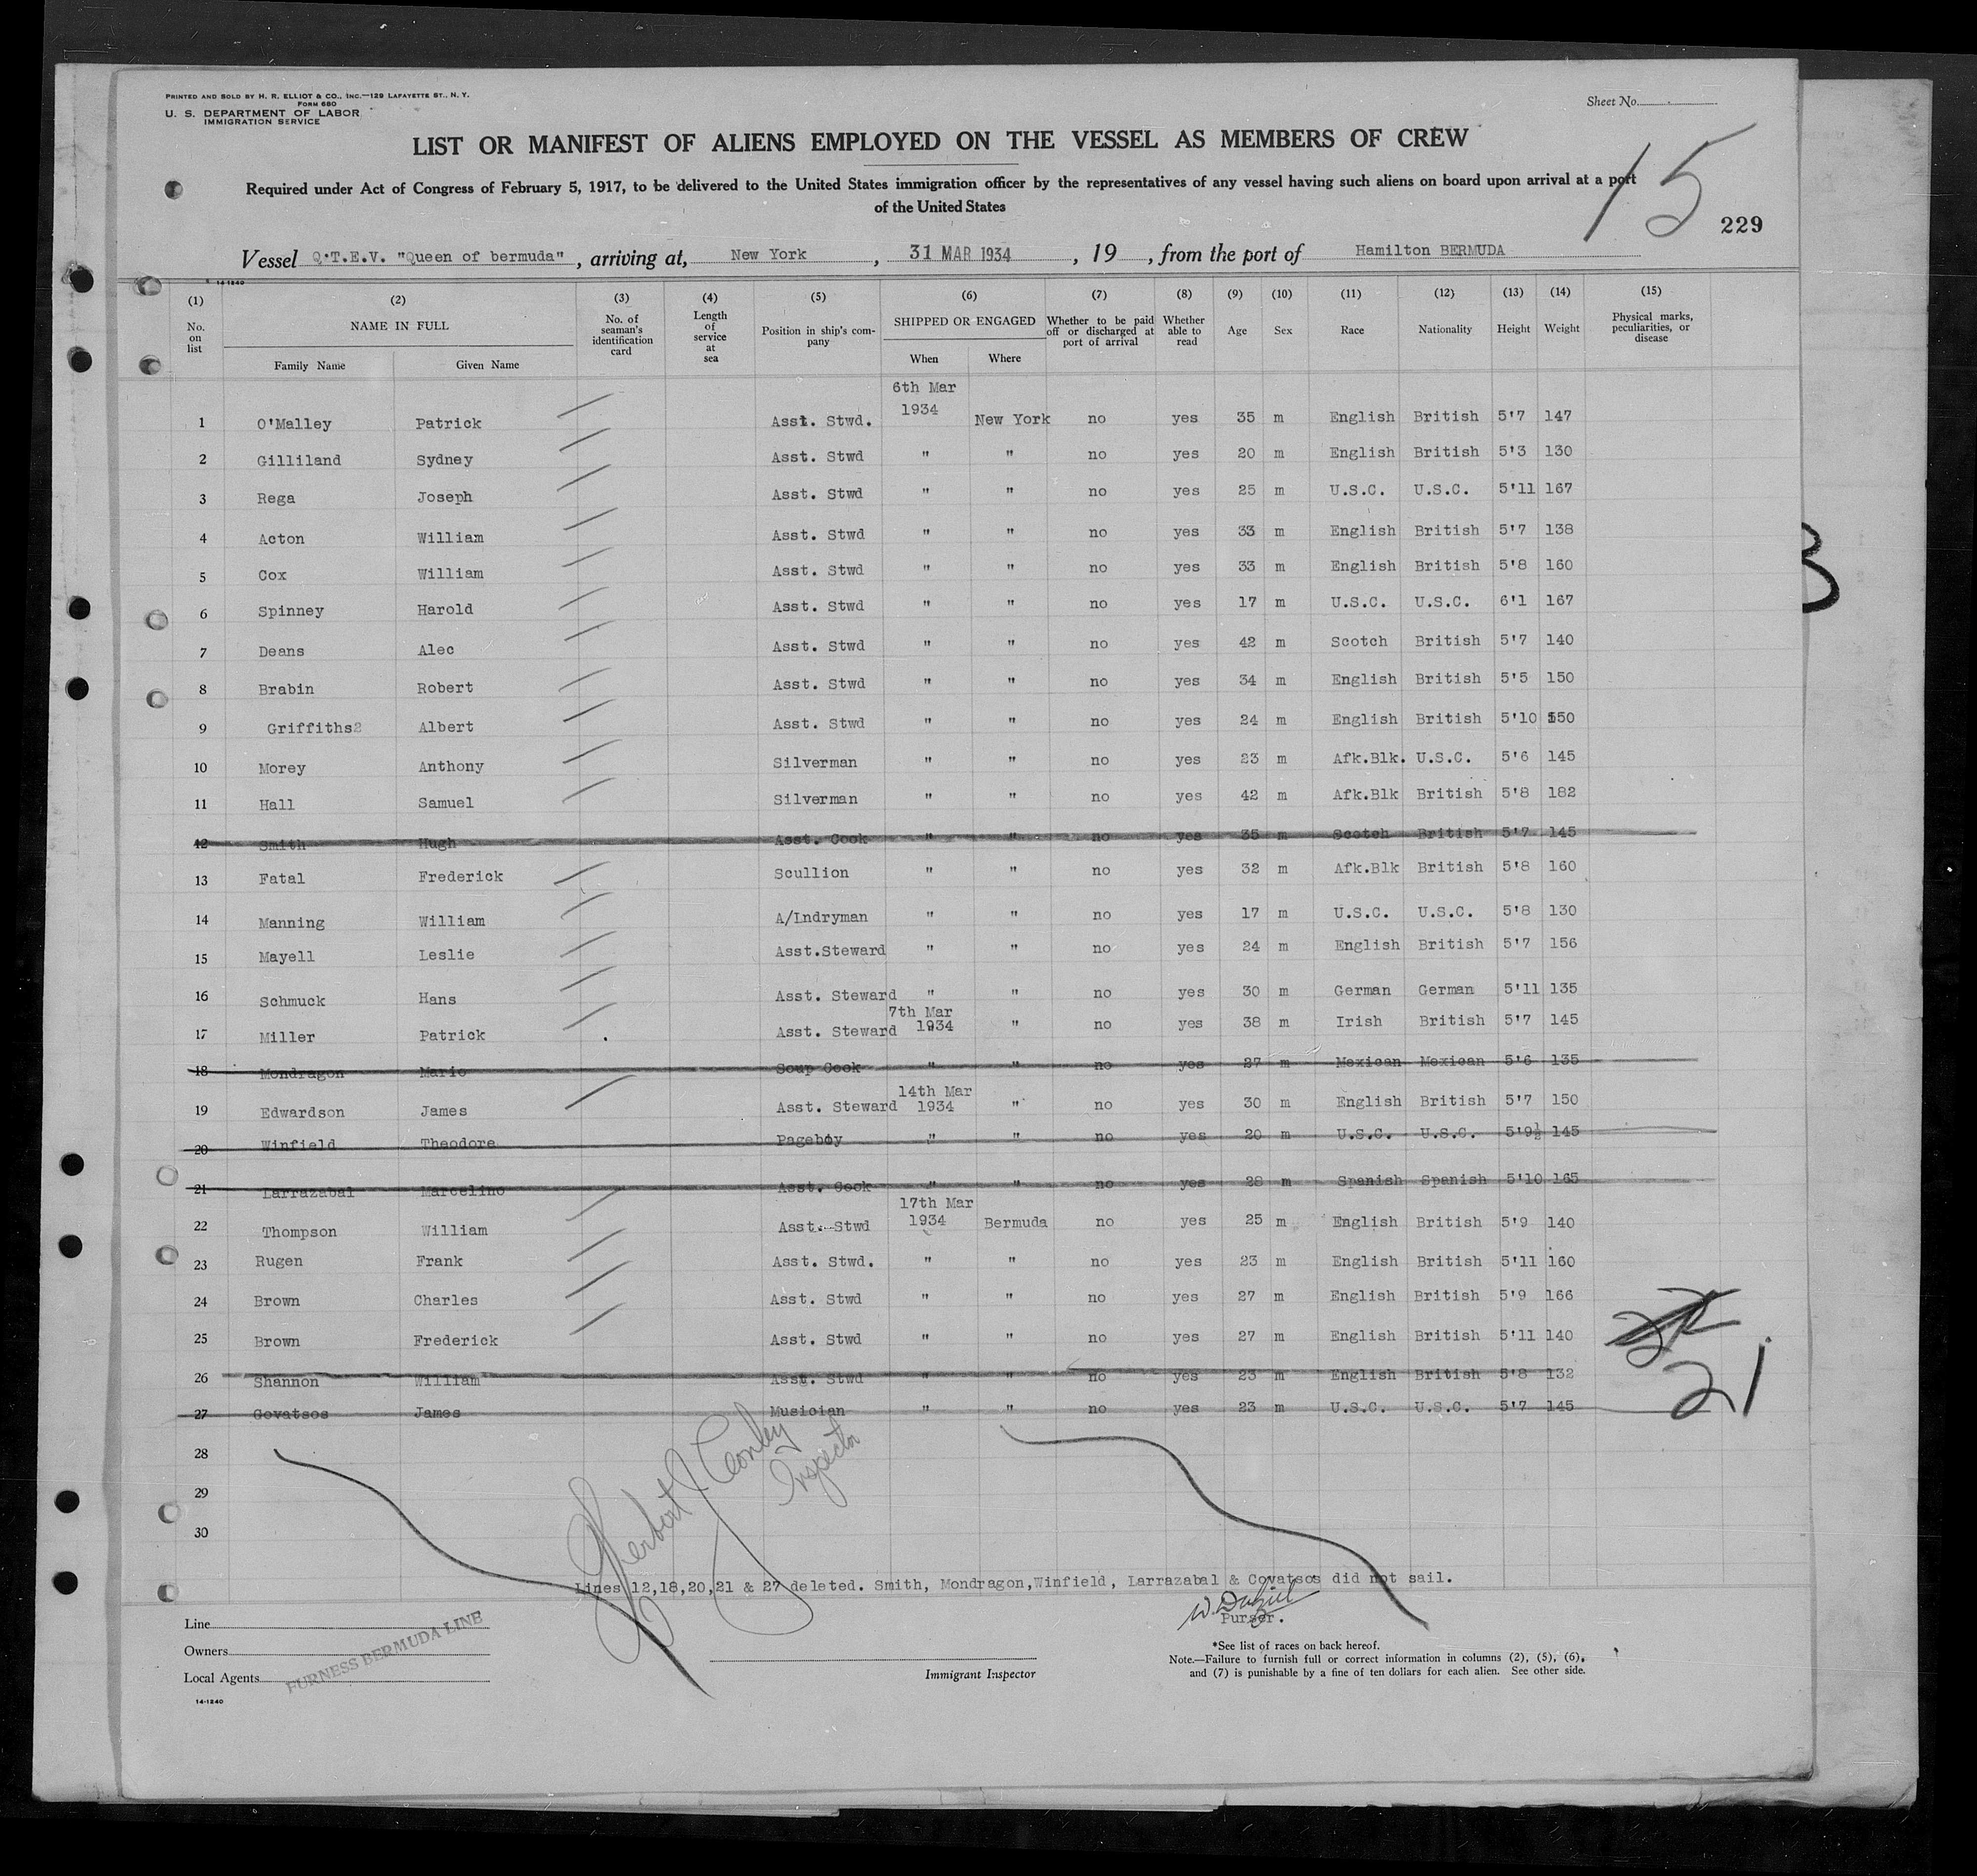 PRINTED AND SOLD BY H. R. ELLIOT & CO., INC.—129 LAFAYETTE ST., N. Y.
FORM 680
U. S. DEPARTMENT OF LABOR
IMMIGRATION SERVICE
Sheet No.
LIST OR MANIFEST OF ALIENS EMPLOYED ON THE VESSEL AS MEMBERS OF CREW
15
Required under Act of Congress of February 5, 1917, to be delivered to the United States immigration officer by the representatives of any vessel having such aliens on board upon arrival at a port
of the United States
229
Vessel Q.T.E.V. "Queen of bermuda", arriving at, New York, 31 MAR 1934, 19, from the port of Hamilton BERMUDA
14-1240
(1) (2) (3) (4) (5) (6) (7) (8) (9) (10) (11) (12) (13) (14) (15)
No. on list NAME IN FULL No. of seaman's identification card Length of service at sea Position in ship's company SHIPPED OR ENGAGED Whether to be paid off or discharged at port of arrival Whether able to read Age Sex Race Nationality Height Weight Physical marks, peculiarities, or disease
Family Name Given Name When Where
6th Mar
1 O'Malley Patrick Asst. Stwd. 1934 New York no yes 35 m English British 5'7 147
2 Gilliland Sydney Asst. Stwd " " no yes 20 m English British 5'3 130
3 Rega Joseph Asst. Stwd " " no yes 25 m U.S.C. U.S.C. 5'11 167
4 Acton William Asst. Stwd " " no yes 33 m English British 5'7 138
5 Cox William Asst. Stwd " " no yes 33 m English British 5'8 160
6 Spinney Harold Asst. Stwd " " no yes 17 m U.S.C. U.S.C. 6'1 167
7 Deans Alec Asst. Stwd " " no yes 42 m Scotch British 5'7 140
8 Brabin Robert Asst. Stwd " " no yes 34 m English British 5'5 150
9 Griffiths2 Albert Asst. Stwd " " no yes 24 m English British 5'10 150
10 Morey Anthony Silverman " " no yes 23 m Afk.Blk. U.S.C. 5'6 145
11 Hall Samuel Silverman " " no yes 42 m Afk.Blk British 5'8 182
12 Smith Hugh Asst. Cook " " no yes 35 m Scotch British 5'7 145
13 Fatal Frederick Scullion " " no yes 32 m Afk.Blk British 5'8 160
14 Manning William A/Lndryman " " no yes 17 m U.S.C. U.S.C. 5'8 130
15 Mayell Leslie Asst.Steward " " no yes 24 m English British 5'7 156
16 Schmuck Hans Asst. Steward " " no yes 30 m German German 5'11 135
7th Mar
17 Miller Patrick Asst. Steward 1934 " no yes 38 m Irish British 5'7 145
18 Mondragon Mario Soup Cook " " no yes 27 m Mexican Mexican 5'6 135
14th Mar
19 Edwardson James Asst. Steward 1934 " no yes 30 m English British 5'7 150
20 Winfield Theodore Pageboy " " no yes 20 m U.S.C. U.S.C. 5'9½ 145
21 Larrazabal Marcelino Asst. Cook " " no yes 28 m Spanish Spanish 5'10 165
17th Mar
22 Thompson William Asst. Stwd 1934 Bermuda no yes 25 m English British 5'9 140
23 Rugen Frank Asst. Stwd. " " no yes 23 m English British 5'11 160
24 Brown Charles Asst. Stwd " " no yes 27 m English British 5'9 166
25 Brown Frederick Asst. Stwd " " no yes 27 m English British 5'11 140
26 Shannon William Asst. Stwd " " no yes 23 m English British 5'8 132
21
27 Govatsos James Musician " " no yes 23 m U.S.C. U.S.C. 5'7 145
28
29
30
Herbert J Conley
Inspector
Lines 12,18,20,21 & 27 deleted. Smith, Mondragon,Winfield, Larrazabal & Covatsos did not sail.
Purser.
Line
Owners
Local Agents
FURNESS BERMUDA LINE
14-1240
Immigrant Inspector
*See list of races on back hereof.
Note.—Failure to furnish full or correct information in columns (2), (5), (6),
and (7) is punishable by a fine of ten dollars for each alien. See other side.